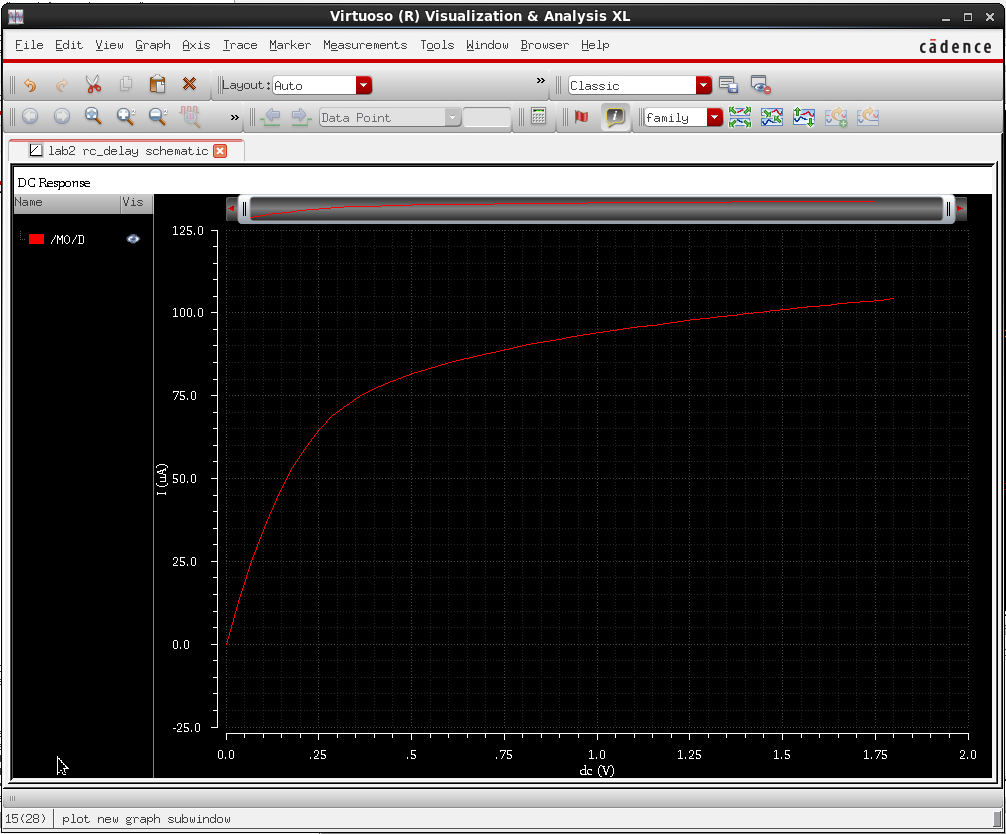 Virtuoso (R) Visualization & Analysis XL
File Edit View Graph Axis Trace Marker Measurements Tools Window Browser Help
cādence
Layout: Auto » Classic
» Data Point family
lab2 rc_delay schematic
DC Response
Name Vis
/M0/D
125.0
100.0
75.0
50.0
25.0
0.0
-25.0
I (uA)
0.0 .25 .5 .75 1.0 1.25 1.5 1.75 2.0
dc (V)
15(28) plot new graph subwindow